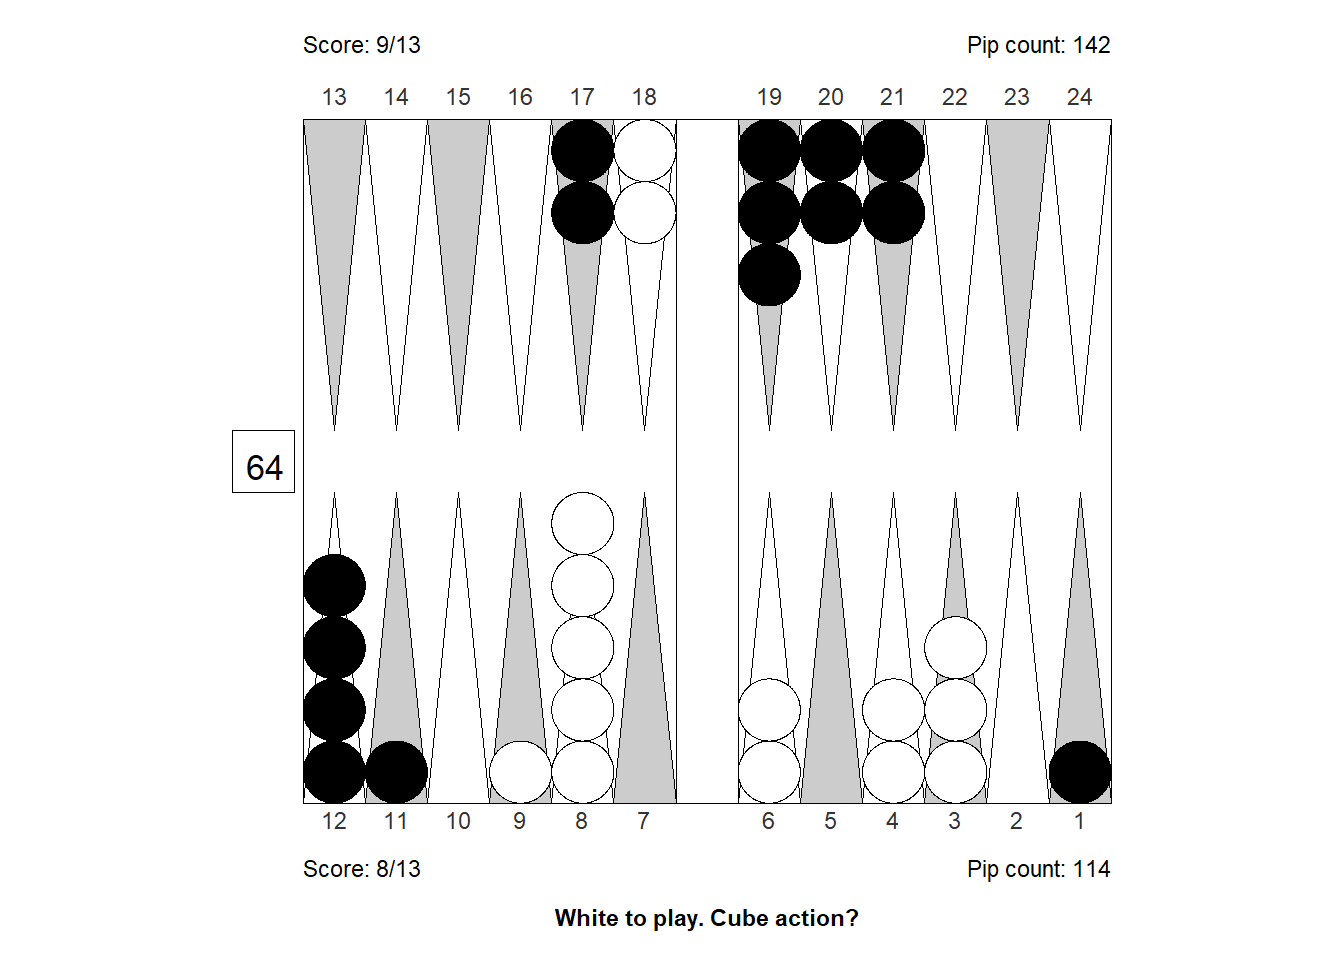 Score: 9/13 Pip count: 142
13 14 15 16 17 18 19 20 21 22 23 24
64
12 11 10 9 8 7 6 5 4 3 2 1
Score: 8/13 Pip count: 114
White to play. Cube action?